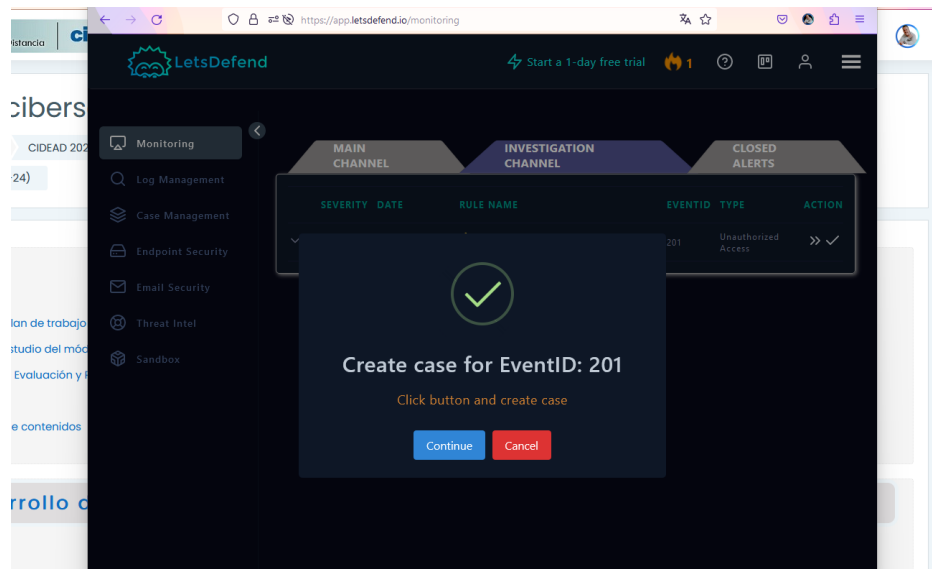 https://app.letsdefend.io/monitoring
istancia
LetsDefend
Start a 1-day free trial
1
cibers
CIDEAD 202
-24)
Monitoring
Log Management
Case Management
Endpoint Security
Email Security
Threat Intel
Sandbox
MAIN
CHANNEL
INVESTIGATION
CHANNEL
CLOSED
ALERTS
SEVERITY DATE RULE NAME EVENTID TYPE ACTION
201 Unauthorized
Access
Create case for EventID: 201
Click button and create case
Continue Cancel
lan de trabajo
studio del mód
Evaluación y
e contenidos
rrollo